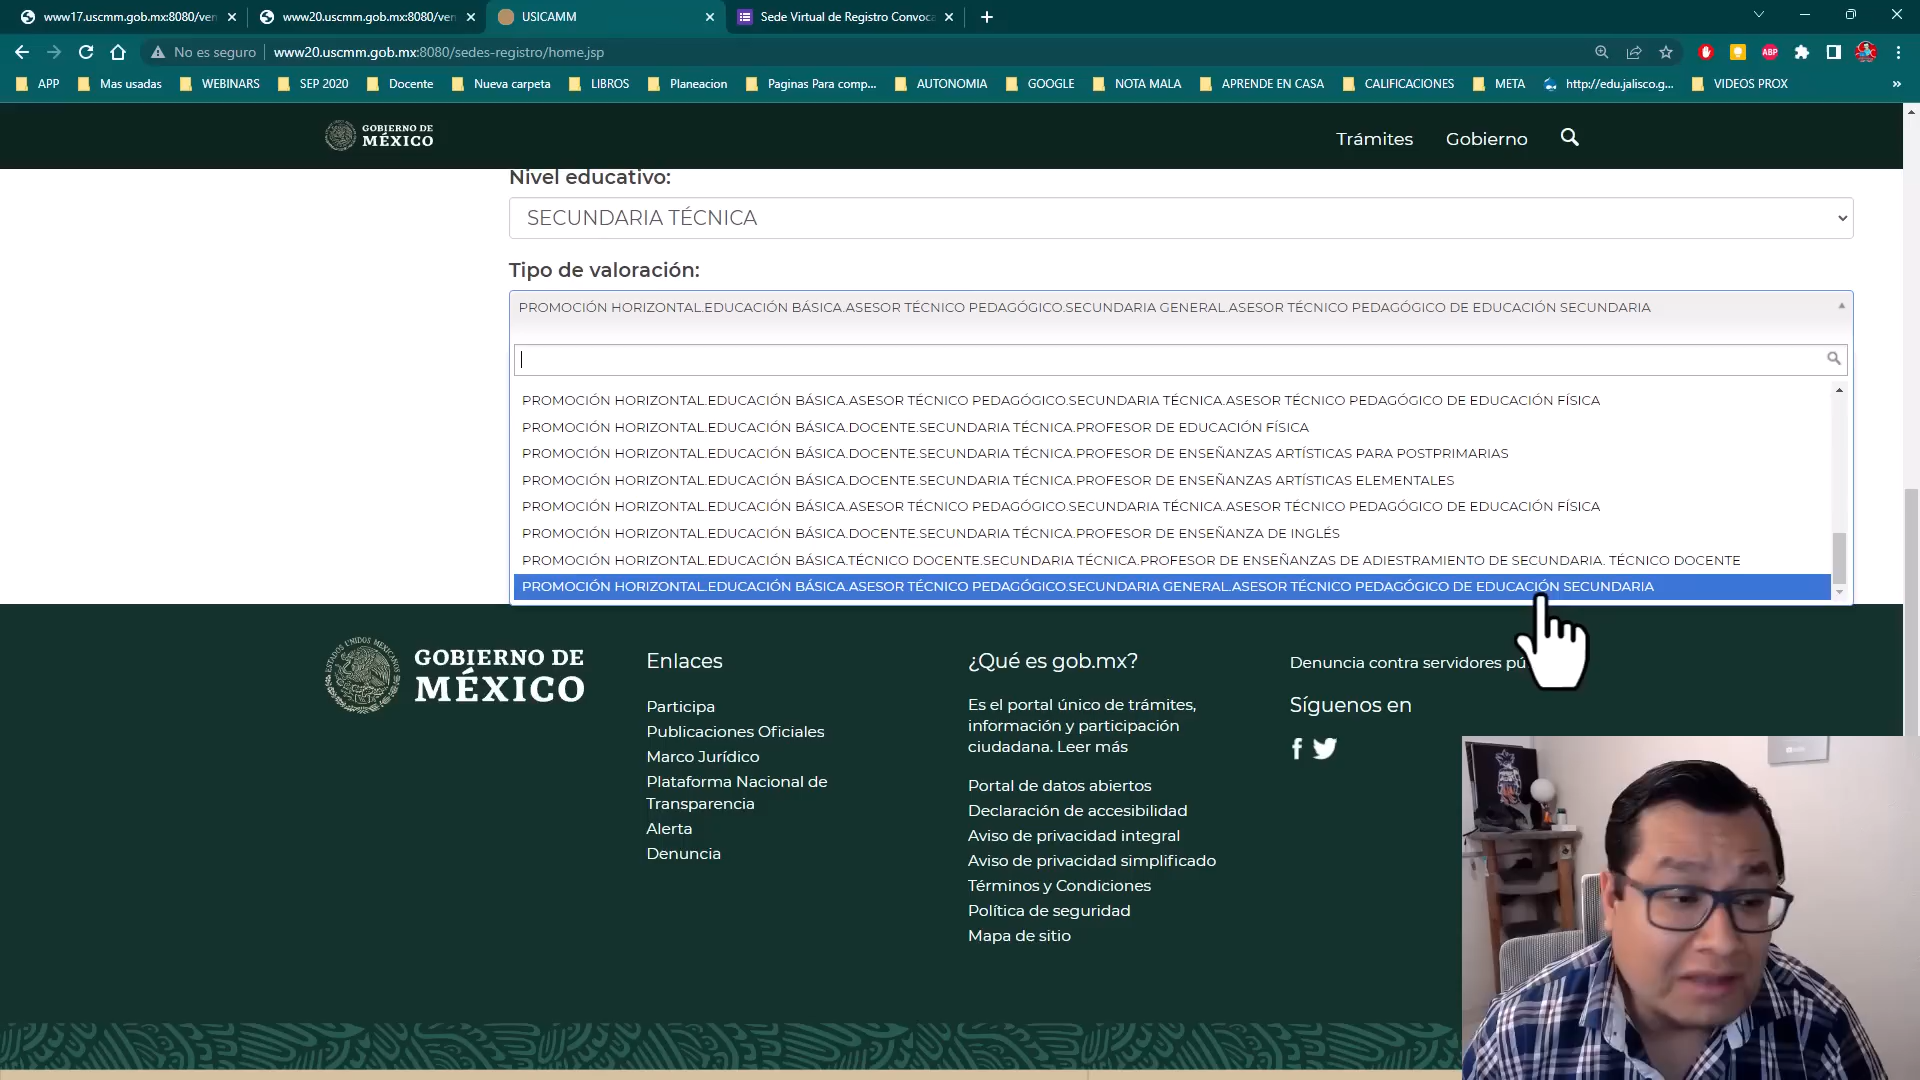 www17.uscmm.gob.mx:8080/ven
www20.uscmm.gob.mx:8080/ven
USICAMM
Sede Virtual de Registro Convoca
No es seguro
www20.uscmm.gob.mx:8080/sedes-registro/home.jsp
APP
Mas usadas
WEBINARS
SEP 2020
Docente
Nueva carpeta
LIBROS
Planeacion
Paginas Para comp...
AUTONOMIA
GOOGLE
NOTA MALA
APRENDE EN CASA
CALIFICACIONES
META
http://edu.jalisco.g...
VIDEOS PROX
GOBIERNO DE
MÉXICO
Trámites
Gobierno
Nivel educativo:
SECUNDARIA TÉCNICA
Tipo de valoración:
PROMOCIÓN HORIZONTAL.EDUCACIÓN BÁSICA.ASESOR TÉCNICO PEDAGÓGICO.SECUNDARIA GENERAL.ASESOR TÉCNICO PEDAGÓGICO DE EDUCACIÓN SECUNDARIA
PROMOCIÓN HORIZONTAL.EDUCACIÓN BÁSICA.ASESOR TÉCNICO PEDAGÓGICO.SECUNDARIA TÉCNICA.ASESOR TÉCNICO PEDAGÓGICO DE EDUCACIÓN FÍSICA
PROMOCIÓN HORIZONTAL.EDUCACIÓN BÁSICA.DOCENTE.SECUNDARIA TÉCNICA.PROFESOR DE EDUCACIÓN FÍSICA
PROMOCIÓN HORIZONTAL.EDUCACIÓN BÁSICA.DOCENTE.SECUNDARIA TÉCNICA.PROFESOR DE ENSEÑANZAS ARTÍSTICAS PARA POSTPRIMARIAS
PROMOCIÓN HORIZONTAL.EDUCACIÓN BÁSICA.DOCENTE.SECUNDARIA TÉCNICA.PROFESOR DE ENSEÑANZAS ARTÍSTICAS ELEMENTALES
PROMOCIÓN HORIZONTAL.EDUCACIÓN BÁSICA.ASESOR TÉCNICO PEDAGÓGICO.SECUNDARIA TÉCNICA.ASESOR TÉCNICO PEDAGÓGICO DE EDUCACIÓN FÍSICA
PROMOCIÓN HORIZONTAL.EDUCACIÓN BÁSICA.DOCENTE.SECUNDARIA TÉCNICA.PROFESOR DE ENSEÑANZA DE INGLÉS
PROMOCIÓN HORIZONTAL.EDUCACIÓN BÁSICA.TÉCNICO DOCENTE.SECUNDARIA TÉCNICA.PROFESOR DE ENSEÑANZAS DE ADIESTRAMIENTO DE SECUNDARIA. TÉCNICO DOCENTE
PROMOCIÓN HORIZONTAL.EDUCACIÓN BÁSICA.ASESOR TÉCNICO PEDAGÓGICO.SECUNDARIA GENERAL.ASESOR TÉCNICO PEDAGÓGICO DE EDUCACIÓN SECUNDARIA
GOBIERNO DE
MÉXICO
Enlaces
Participa
Publicaciones Oficiales
Marco Jurídico
Plataforma Nacional de
Transparencia
Alerta
Denuncia
¿Qué es gob.mx?
Es el portal único de trámites,
información y participación
ciudadana. Leer más
Portal de datos abiertos
Declaración de accesibilidad
Aviso de privacidad integral
Aviso de privacidad simplificado
Términos y Condiciones
Política de seguridad
Mapa de sitio
Denuncia contra servidores pú
Síguenos en